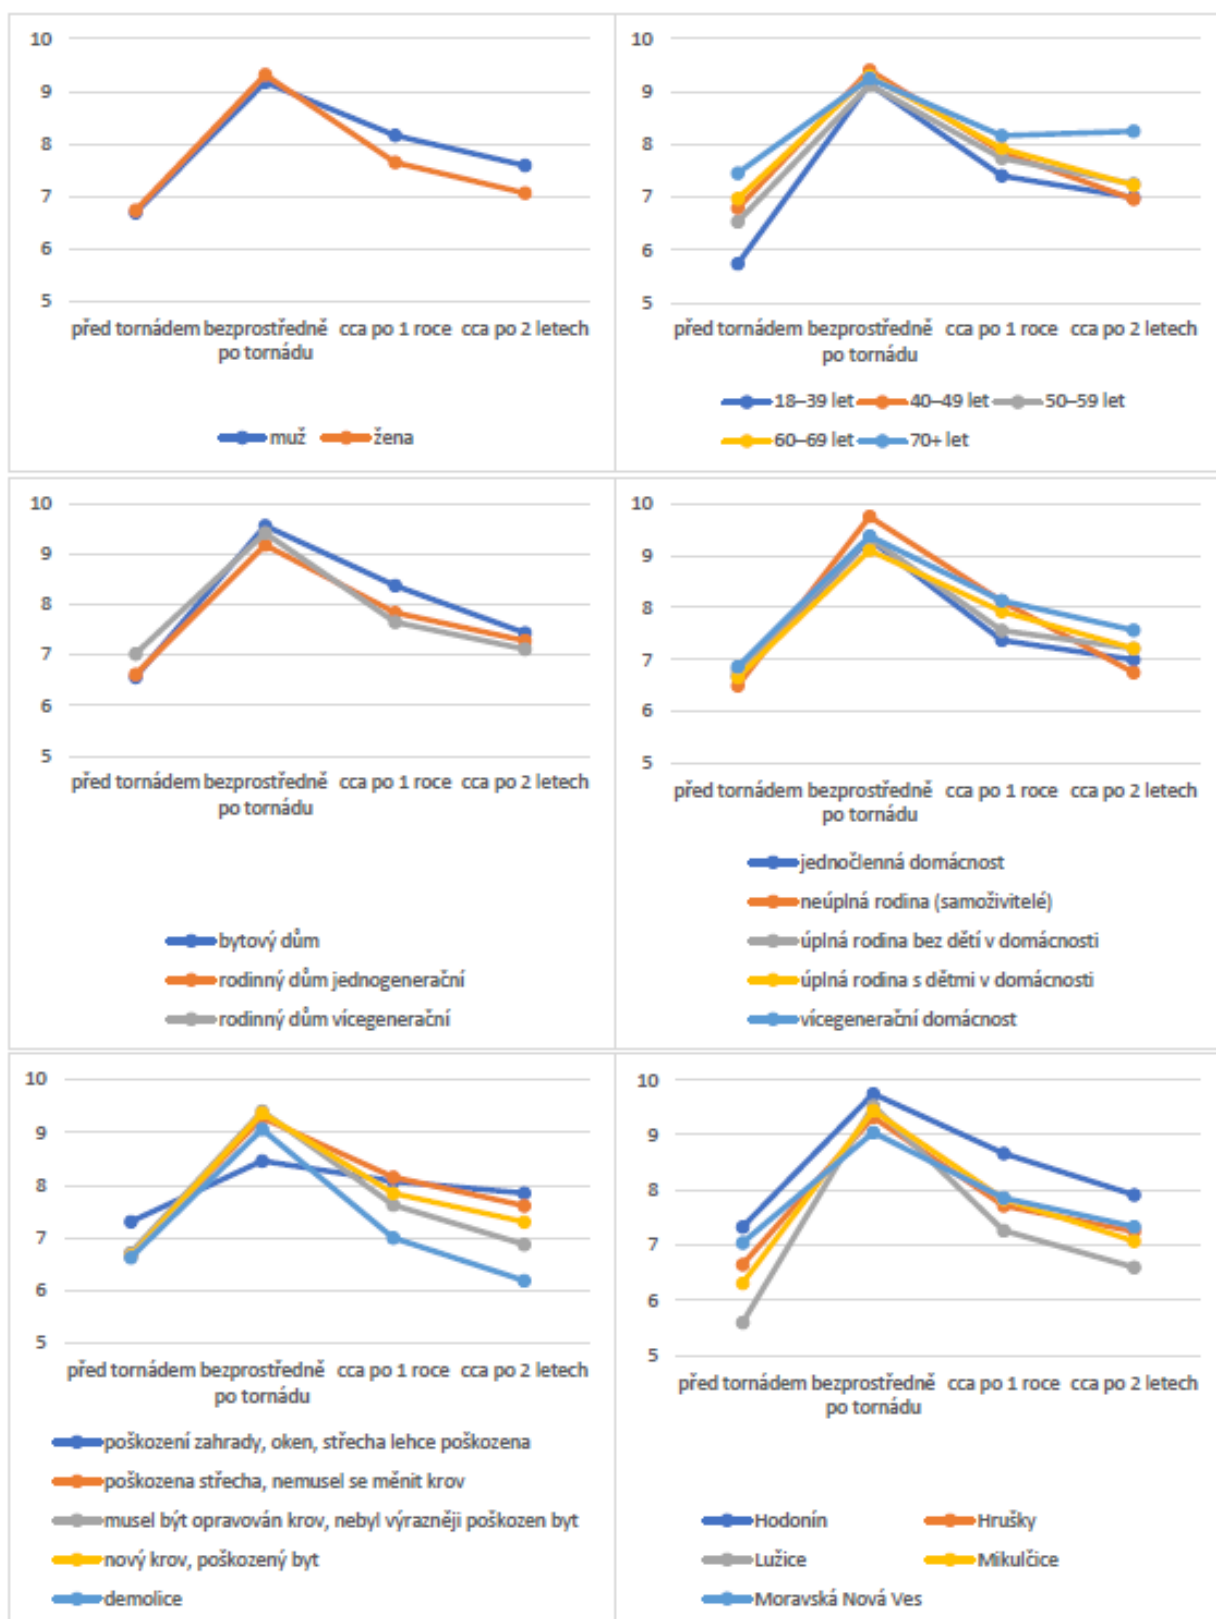 10
9
8
7
6
5
před tornádem bezprostředně cca po 1 roce cca po 2 letech
po tornádu
muž žena
10
9
8
7
6
5
před tornádem bezprostředně cca po 1 roce cca po 2 letech
po tornádu
18–39 let 40–49 let 50–59 let
60–69 let 70+ let
10
9
8
7
6
5
před tornádem bezprostředně cca po 1 roce cca po 2 letech
po tornádu
bytový dům
rodinný dům jednogenerační
rodinný dům vícegenerační
10
9
8
7
6
5
před tornádem bezprostředně cca po 1 roce cca po 2 letech
po tornádu
jednočlenná domácnost
neúplná rodina (samoživitelé)
úplná rodina bez dětí v domácnosti
úplná rodina s dětmi v domácnosti
vícegenerační domácnost
10
9
8
7
6
5
před tornádem bezprostředně cca po 1 roce cca po 2 letech
po tornádu
poškození zahrady, oken, střecha lehce poškozena
poškozena střecha, nemusel se měnit krov
musel být opravován krov, nebyl výrazněji poškozen byt
nový krov, poškozený byt
demolice
10
9
8
7
6
5
před tornádem bezprostředně cca po 1 roce cca po 2 letech
po tornádu
Hodonín Hrušky
Lužice Mikulčice
Moravská Nová Ves